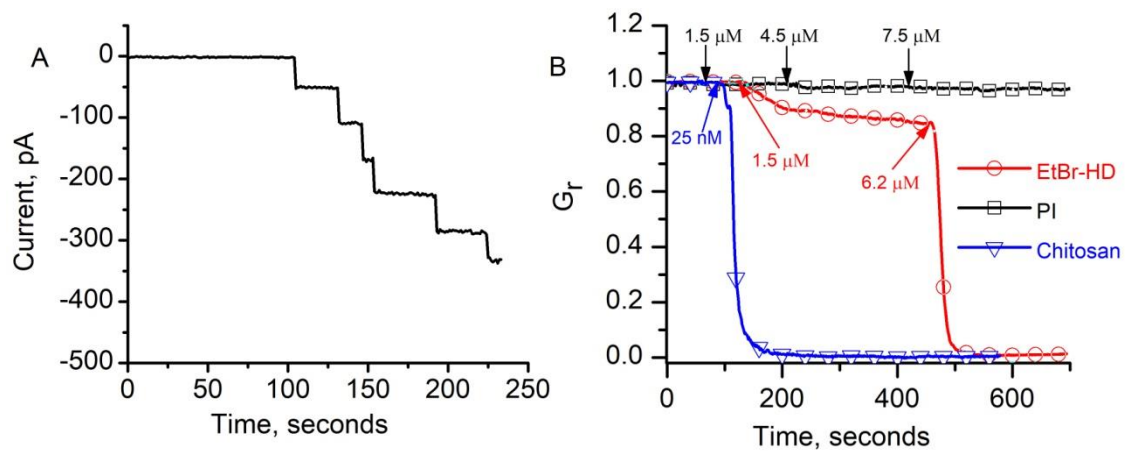 A
Current, pA
0
-100
-200
-300
-400
-500
0 50 100 150 200 250
Time, seconds
B
G_r
1.2
1.0
0.8
0.6
0.4
0.2
0.0
1.5 μM 4.5 μM 7.5 μM
25 nM
1.5 μM
6.2 μM
EtBr-HD
PI
Chitosan
0 200 400 600
Time, seconds